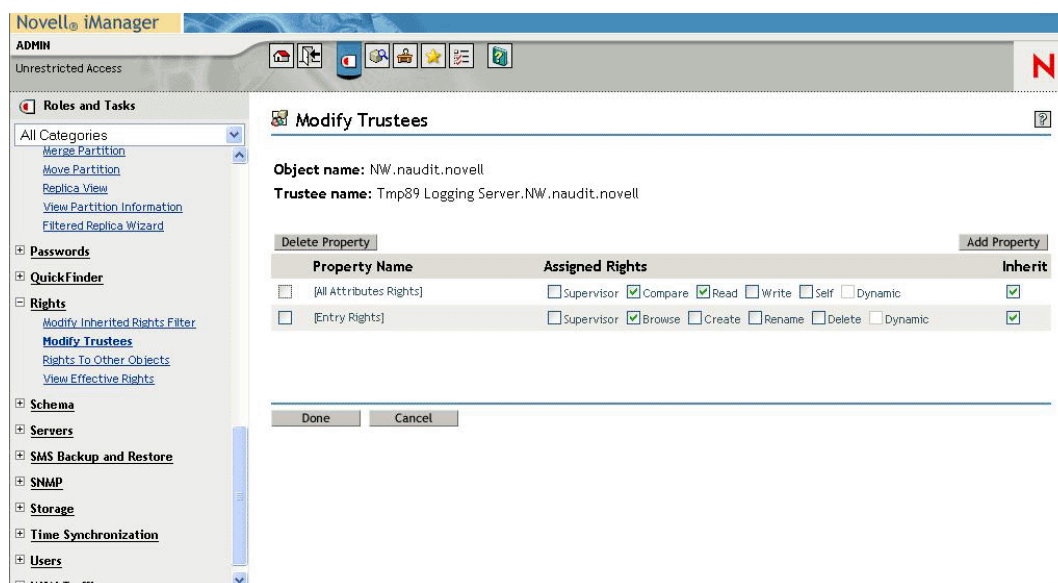 Novell® iManager
ADMIN
Unrestricted Access
N
Roles and Tasks
All Categories
Merge Partition
Move Partition
Replica View
View Partition Information
Filtered Replica Wizard
Passwords
QuickFinder
Rights
Modify Inherited Rights Filter
Modify Trustees
Rights To Other Objects
View Effective Rights
Schema
Servers
SMS Backup and Restore
SNMP
Storage
Time Synchronization
Users
Modify Trustees
?
Object name: NW.naudit.novell
Trustee name: Tmp89 Logging Server.NW.naudit.novell
Delete Property Add Property
Property Name Assigned Rights Inherit
[All Attributes Rights] Supervisor Compare Read Write Self Dynamic
[Entry Rights] Supervisor Browse Create Rename Delete Dynamic
Done Cancel